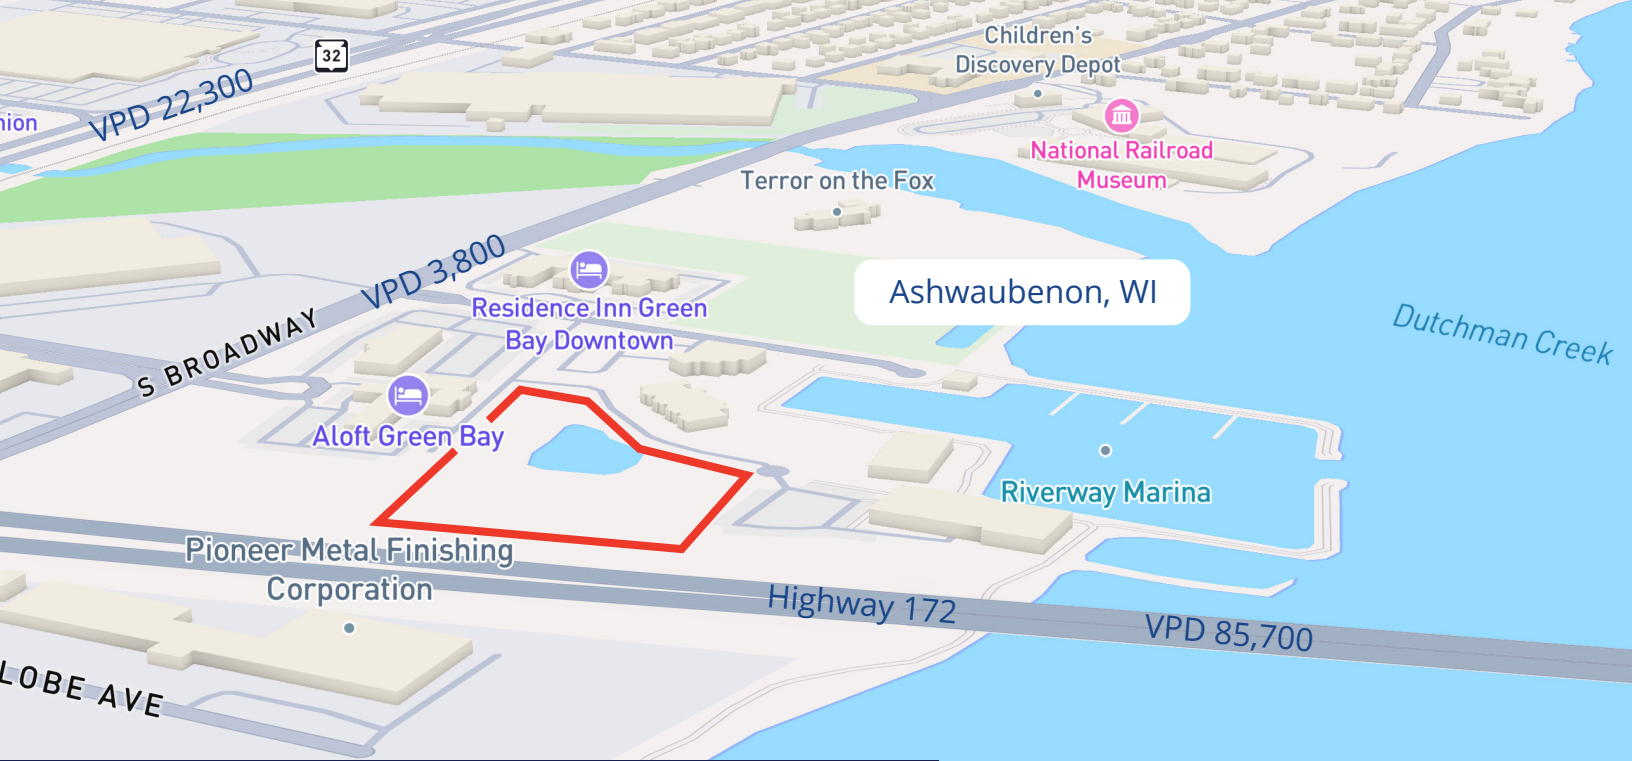 Children's
Discovery Depot
32
VPD 22,300
nion
National Railroad
Museum
Terror on the Fox
VPD 3,800
Residence Inn Green
Bay Downtown
Ashwaubenon, WI
Dutchman Creek
S BROADWAY
Aloft Green Bay
Riverway Marina
Pioneer Metal Finishing
Corporation
Highway 172
VPD 85,700
LOBE AVE